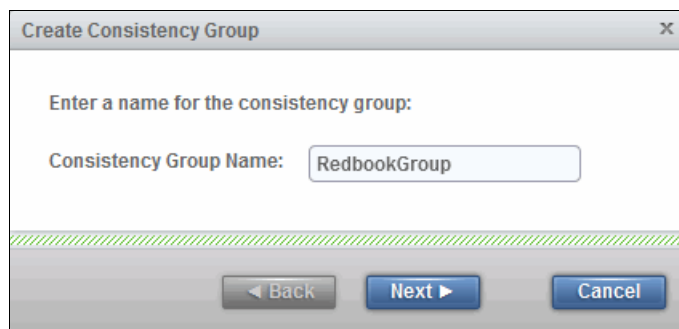 Create Consistency Group x
Enter a name for the consistency group:
Consistency Group Name: RedbookGroup
◄ Back Next ► Cancel